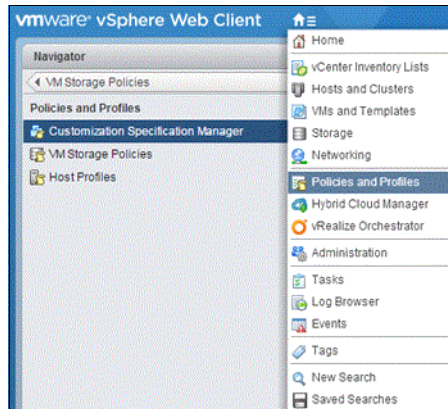 vmware® vSphere Web Client
Navigator
VM Storage Policies
Policies and Profiles
Customization Specification Manager
VM Storage Policies
Host Profiles
Home
vCenter Inventory Lists
Hosts and Clusters
VMs and Templates
Storage
Networking
Policies and Profiles
Hybrid Cloud Manager
vRealize Orchestrator
Administration
Tasks
Log Browser
Events
Tags
New Search
Saved Searches